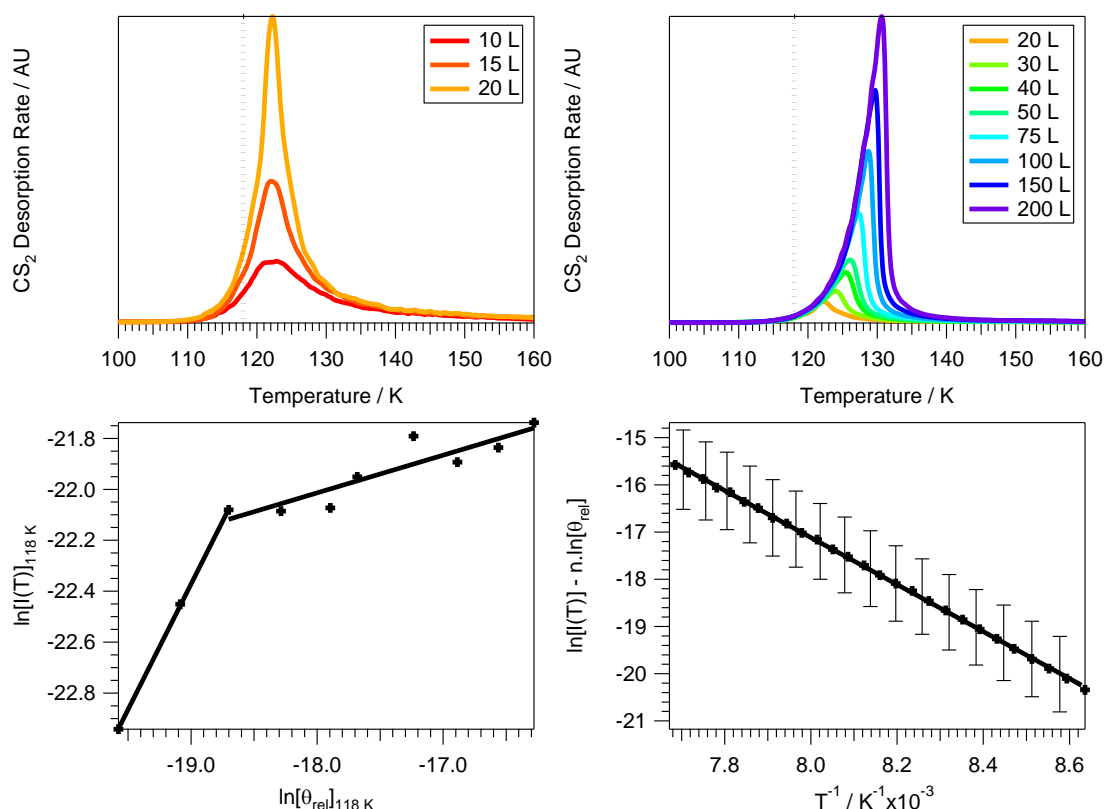 CS2 Desorption Rate / AU
10 L
15 L
20 L
100 110 120 130 140 150 160
Temperature / K
CS2 Desorption Rate / AU
20 L
30 L
40 L
50 L
75 L
100 L
150 L
200 L
100 110 120 130 140 150 160
Temperature / K
ln[I(T)]118 K
-21.8
-22.0
-22.2
-22.4
-22.6
-22.8
-19.0 -18.0 -17.0
ln[θrel]118 K
ln[I(T)] - n.ln[θrel]
-15
-16
-17
-18
-19
-20
-21
7.8 8.0 8.2 8.4 8.6
T-1 / K-1x10-3